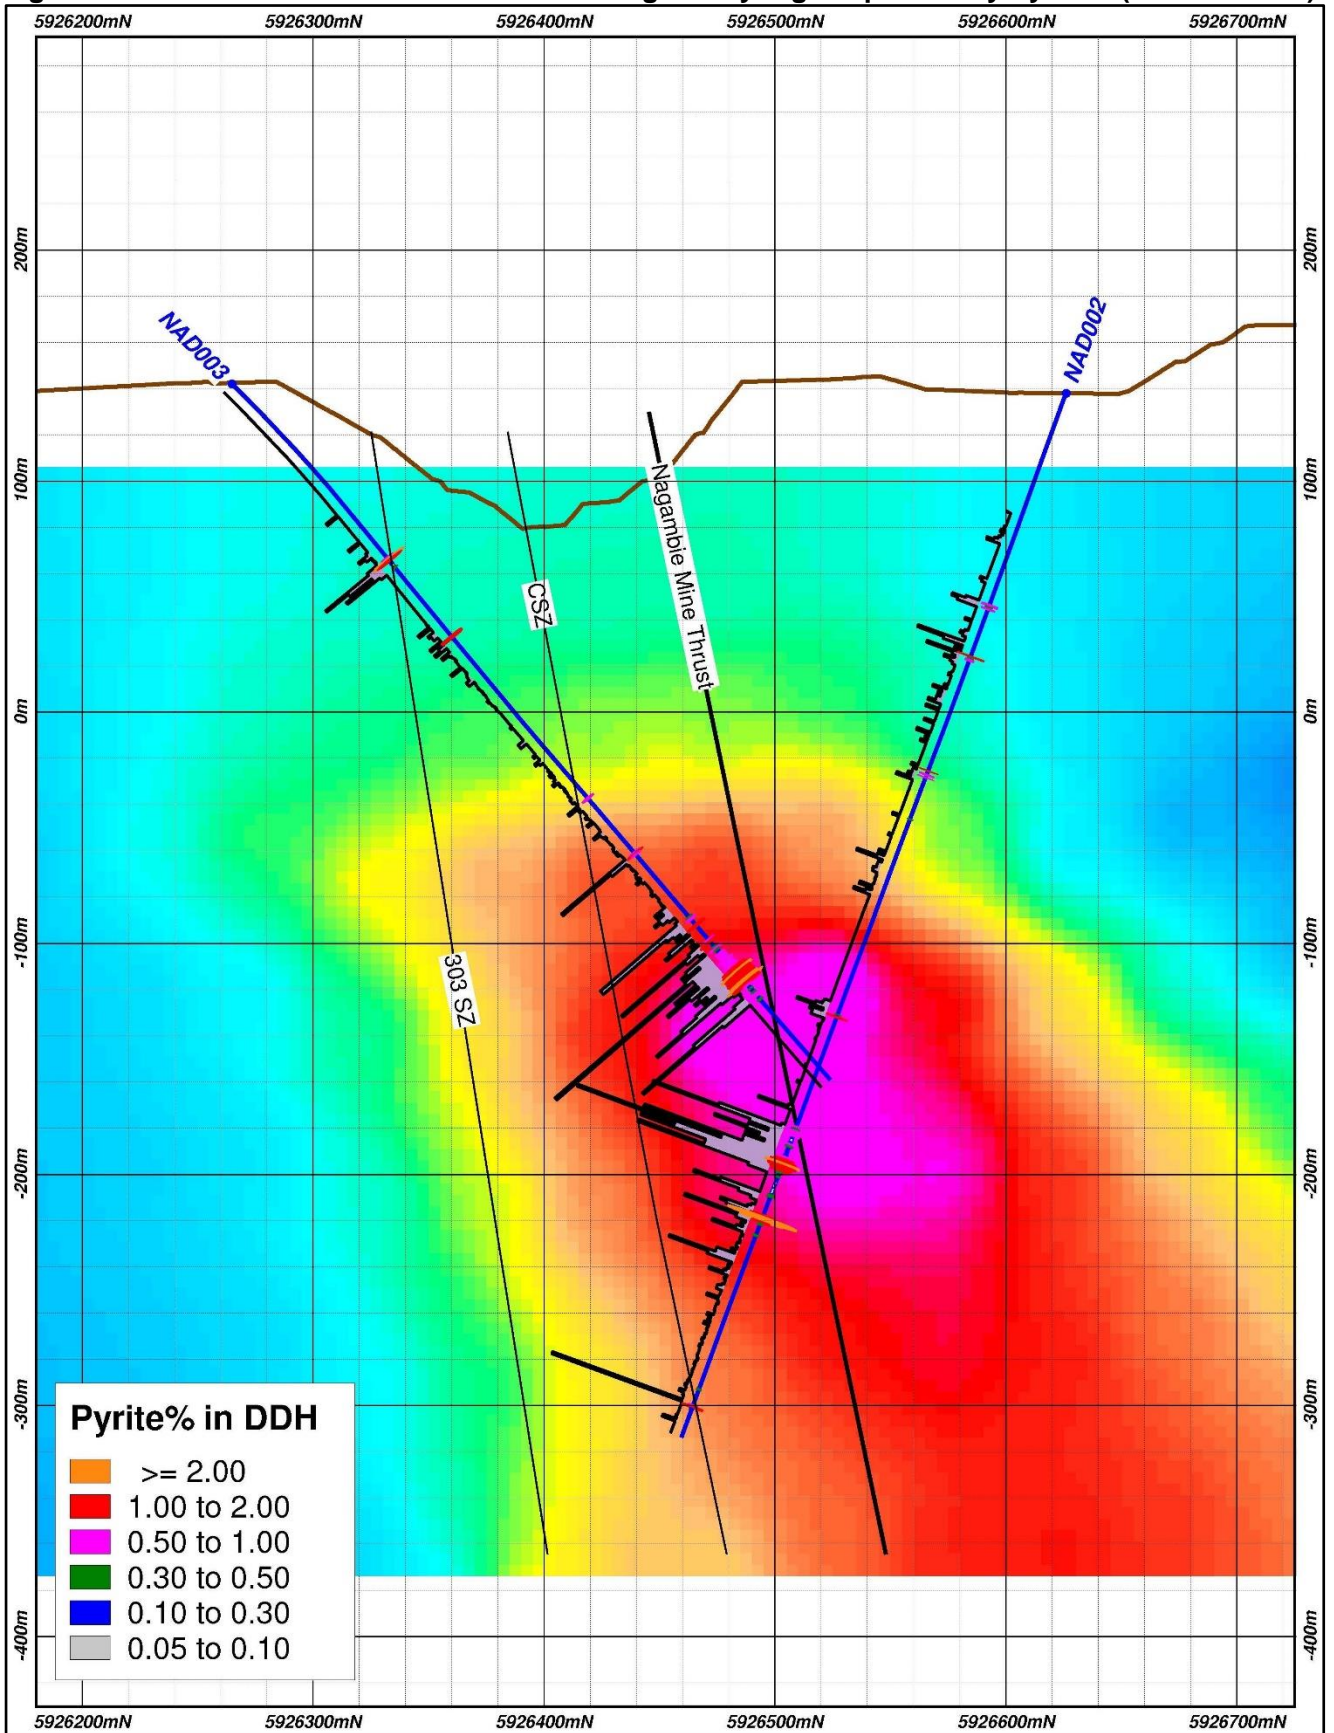 5926200mN 5926300mN 5926400mN 5926500mN 5926600mN 5926700mN
200m 200m
NAD003
NAD002
100m 100m
Nagambie Mine Thrust
CSZ
0m 0m
-100m -100m
303 SZ
-200m -200m
-300m -300m
Pyrite% in DDH
>= 2.00
1.00 to 2.00
0.50 to 1.00
0.30 to 0.50
0.10 to 0.30
0.05 to 0.10
-400m -400m
5926200mN 5926300mN 5926400mN 5926500mN 5926600mN 5926700mN